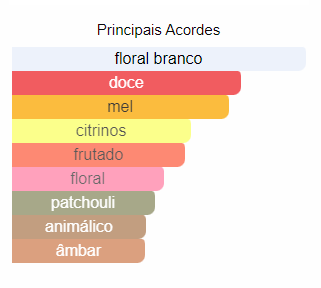 Principais Acordes
floral branco
doce
mel
citrinos
frutado
floral
patchouli
animálico
âmbar